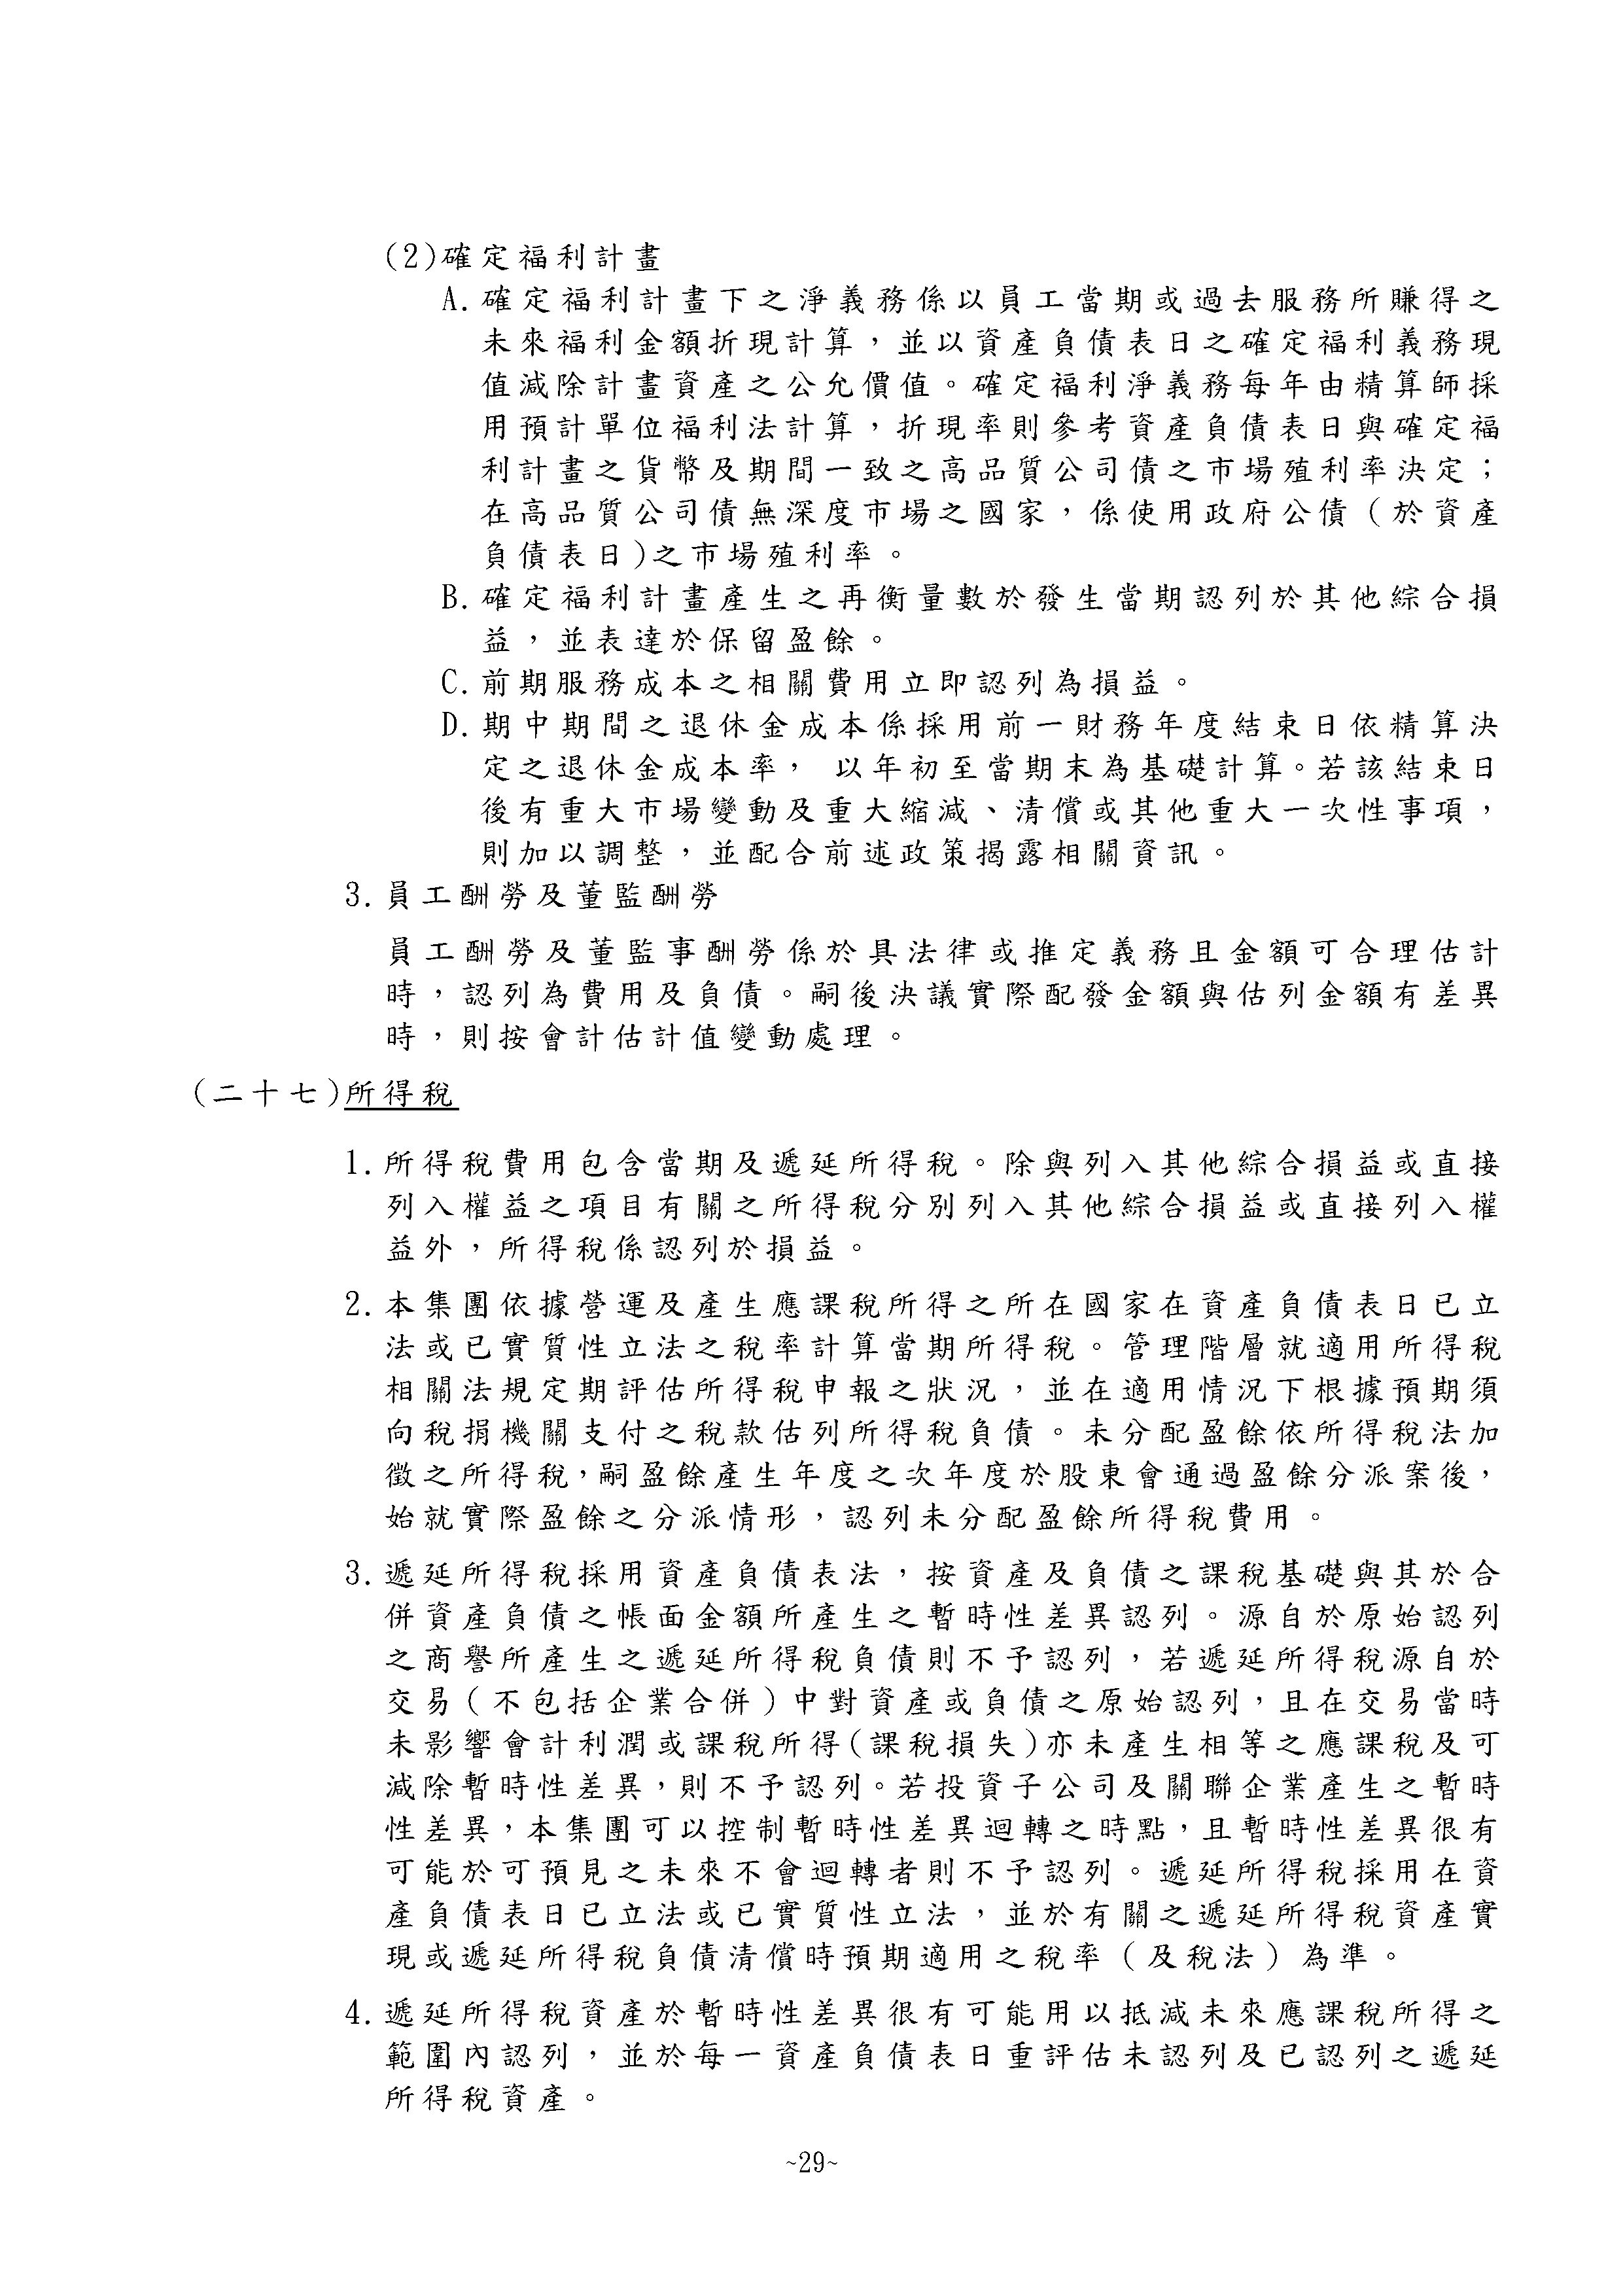 (2)確定福利計畫
A.確定福利計畫下之淨義務係以員工當期或過去服務所賺得之
未來福利金額折現計算，並以資產負債表日之確定福利義務現
值減除計畫資產之公允價值。確定福利淨義務每年由精算師採
用預計單位福利法計算，折現率則參考資產負債表日與確定福
利計畫之貨幣及期間一致之高品質公司債之市場殖利率決定；
在高品質公司債無深度市場之國家，係使用政府公債（於資產
負債表日)之市場殖利率。
B.確定福利計畫產生之再衡量數於發生當期認列於其他綜合損
益，並表達於保留盈餘。
C.前期服務成本之相關費用立即認列為損益。
D.期中期間之退休金成本係採用前一財務年度結束日依精算決
定之退休金成本率， 以年初至當期末為基礎計算。若該結束日
後有重大市場變動及重大縮減、清償或其他重大一次性事項，
則加以調整，並配合前述政策揭露相關資訊。
3.員工酬勞及董監酬勞
員工酬勞及董監事酬勞係於具法律或推定義務且金額可合理估計
時，認列為費用及負債。嗣後決議實際配發金額與估列金額有差異
時，則按會計估計值變動處理。
(二十七)所得稅
1.所得稅費用包含當期及遞延所得稅。除與列入其他綜合損益或直接
列入權益之項目有關之所得稅分別列入其他綜合損益或直接列入權
益外，所得稅係認列於損益。
2.本集團依據營運及產生應課稅所得之所在國家在資產負債表日已立
法或已實質性立法之稅率計算當期所得稅。管理階層就適用所得稅
相關法規定期評估所得稅申報之狀況，並在適用情況下根據預期須
向稅捐機關支付之稅款估列所得稅負債。未分配盈餘依所得稅法加
徵之所得稅，嗣盈餘產生年度之次年度於股東會通過盈餘分派案後，
始就實際盈餘之分派情形，認列未分配盈餘所得稅費用。
3.遞延所得稅採用資產負債表法，按資產及負債之課稅基礎與其於合
併資產負債之帳面金額所產生之暫時性差異認列。源自於原始認列
之商譽所產生之遞延所得稅負債則不予認列，若遞延所得稅源自於
交易（不包括企業合併）中對資產或負債之原始認列，且在交易當時
未影響會計利潤或課稅所得(課稅損失)亦未產生相等之應課稅及可
減除暫時性差異，則不予認列。若投資子公司及關聯企業產生之暫時
性差異，本集團可以控制暫時性差異迴轉之時點，且暫時性差異很有
可能於可預見之未來不會迴轉者則不予認列。遞延所得稅採用在資
產負債表日已立法或已實質性立法，並於有關之遞延所得稅資產實
現或遞延所得稅負債清償時預期適用之稅率（及稅法）為準。
4.遞延所得稅資產於暫時性差異很有可能用以抵減未來應課稅所得之
範圍內認列，並於每一資產負債表日重評估未認列及已認列之遞延
所得稅資產。
~29~